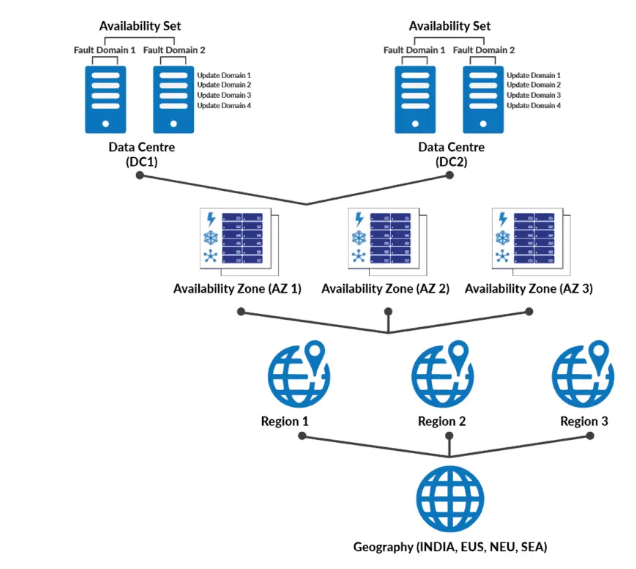 Availability Set
Availability Set
Fault Domain 1 Fault Domain 2
Fault Domain 1 Fault Domain 2
Update Domain 1
Update Domain 2
Update Domain 3
Update Domain 4
Update Domain 1
Update Domain 2
Update Domain 3
Update Domain 4
Data Centre
(DC1)
Data Centre
(DC2)
Availability Zone (AZ 1)
Availability Zone (AZ 2)
Availability Zone (AZ 3)
Region 1
Region 2
Region 3
Geography (INDIA, EUS, NEU, SEA)